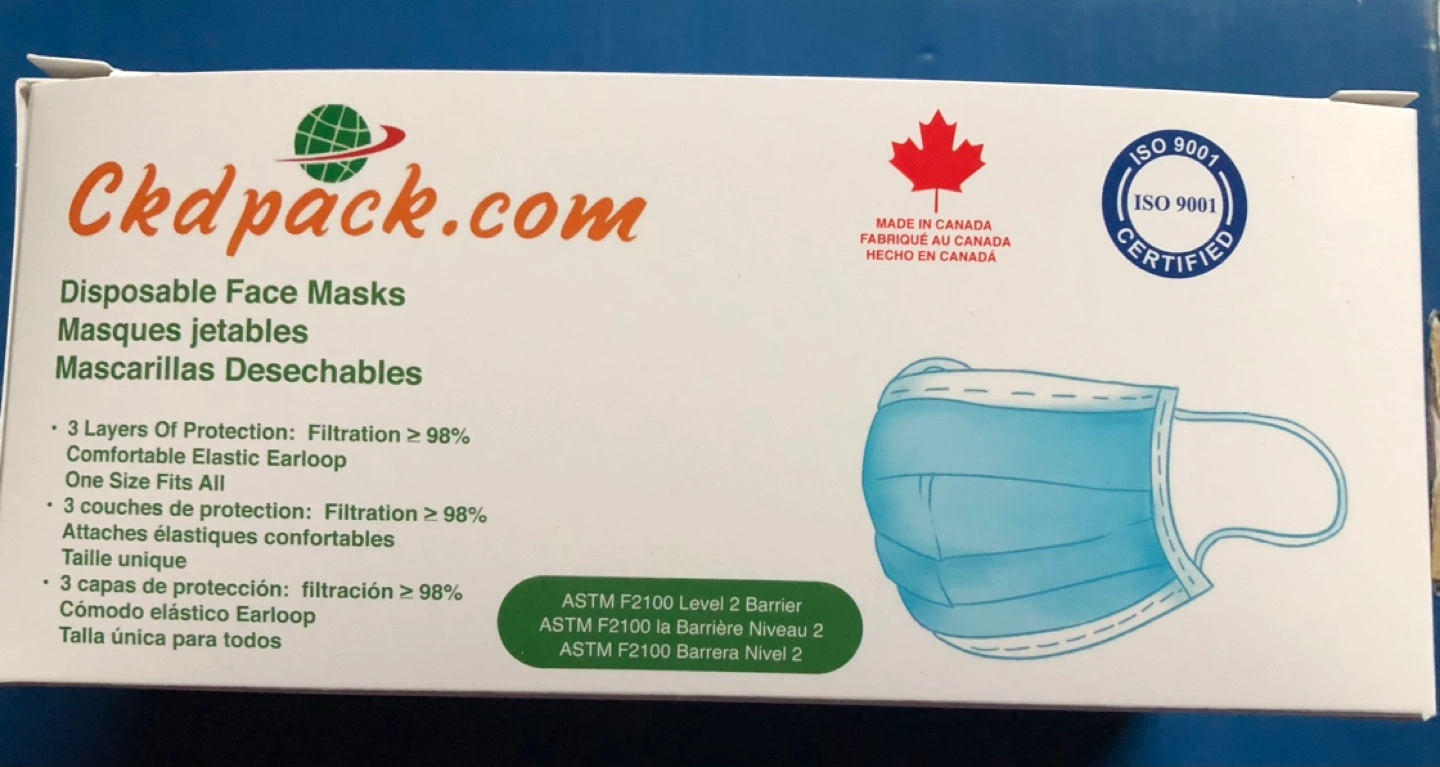 Ckdpack.com
Disposable Face Masks
Masques jetables
Mascarillas Desechables
· 3 Layers Of Protection: Filtration ≥ 98%
Comfortable Elastic Earloop
One Size Fits All
· 3 couches de protection: Filtration ≥ 98%
Attaches élastiques confortables
Taille unique
· 3 capas de protección: filtración ≥ 98%
Cómodo elástico Earloop
Talla única para todos
ASTM F2100 Level 2 Barrier
ASTM F2100 la Barrière Niveau 2
ASTM F2100 Barrera Nivel 2
MADE IN CANADA
FABRIQUÉ AU CANADA
HECHO EN CANADÁ
ISO 9001
ISO 9001
CERTIFIED